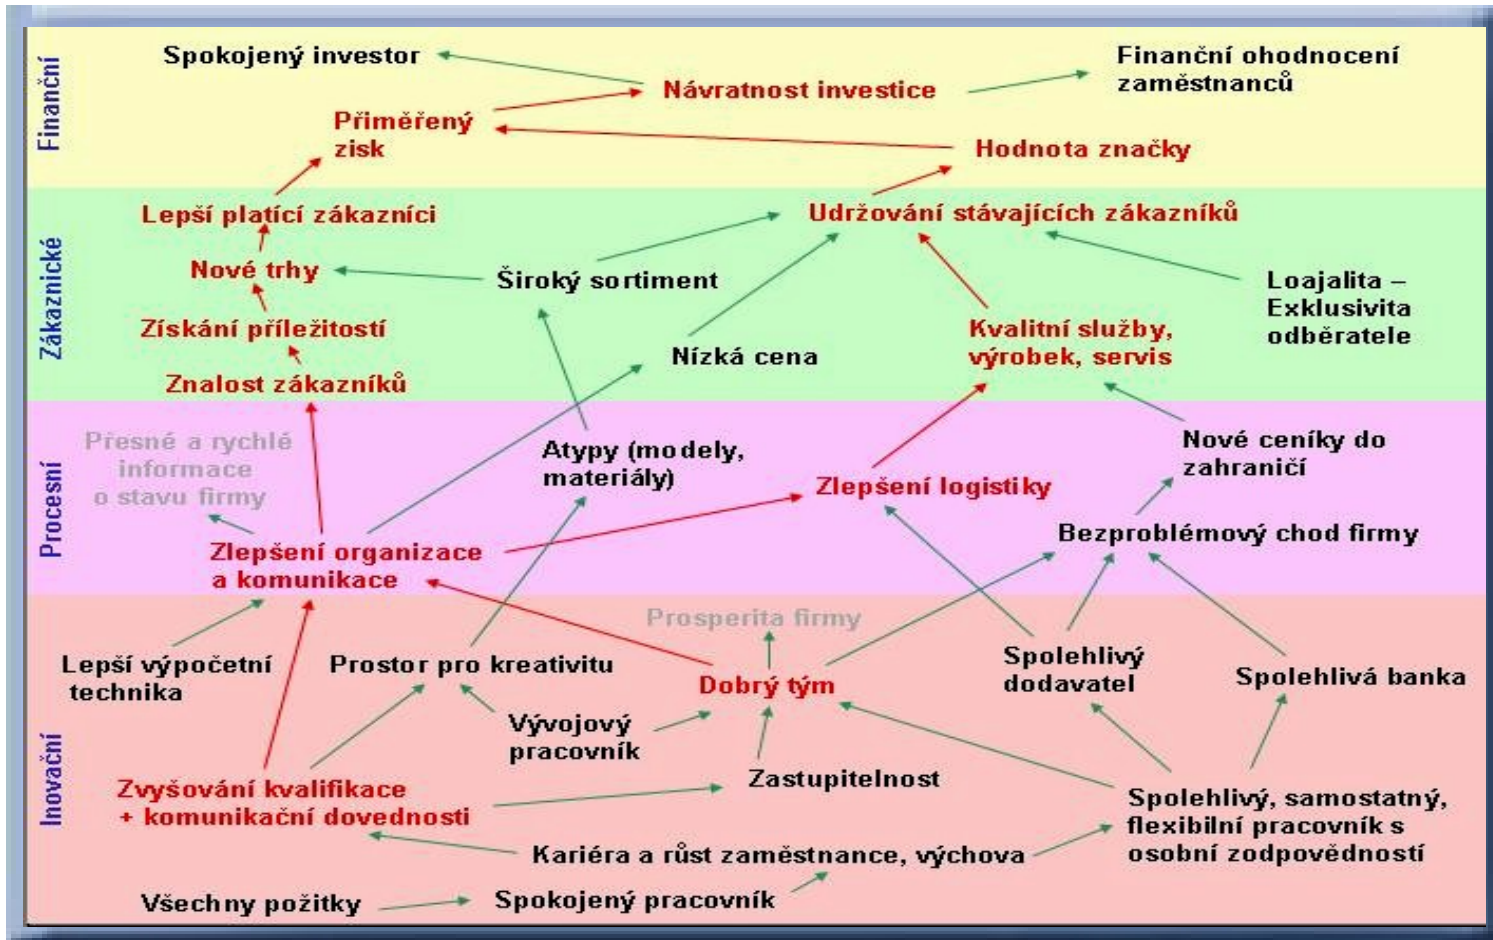 Finanční
Spokojený investor
Finanční ohodnocení
zaměstnanců
Návratnost investice
Přiměřený
zisk
Hodnota značky
Zákaznické
Lepší platící zákazníci
Udržování stávajících zákazníků
Nové trhy
Široký sortiment
Loajalita –
Exklusivita
odběratele
Získání příležitostí
Kvalitní služby,
výrobek, servis
Nízká cena
Znalost zákazníků
Procesní
Přesné a rychlé
informace
o stavu firmy
Atypy (modely,
materiály)
Nové ceníky do
zahraničí
Zlepšení logistiky
Bezproblémový chod firmy
Zlepšení organizace
a komunikace
Inovační
Prosperita firmy
Lepší výpočetní
technika
Prostor pro kreativitu
Dobrý tým
Spolehlivý
dodavatel
Spolehlivá banka
Vývojový
pracovník
Zastupitelnost
Zvyšování kvalifikace
+ komunikační dovednosti
Spolehlivý, samostatný,
flexibilní pracovník s
osobní zodpovědností
Kariéra a růst zaměstnance, výchova
Všechny požitky
Spokojený pracovník